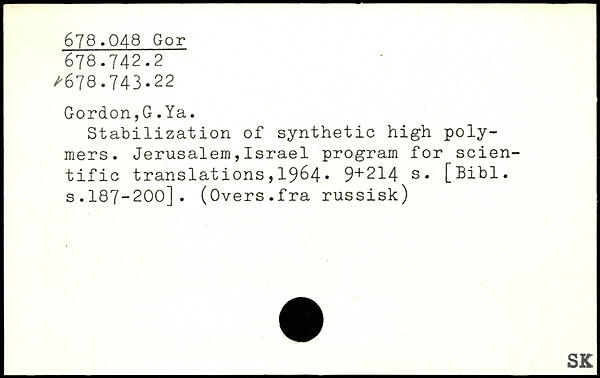 678.048 Gor
678.742.2
✓678.743.22
Gordon,G.Ya.
Stabilization of synthetic high poly-
mers. Jerusalem,Israel program for scien-
tific translations,1964. 9+214 s. [Bibl.
s.187-200]. (Overs.fra russisk)
SK